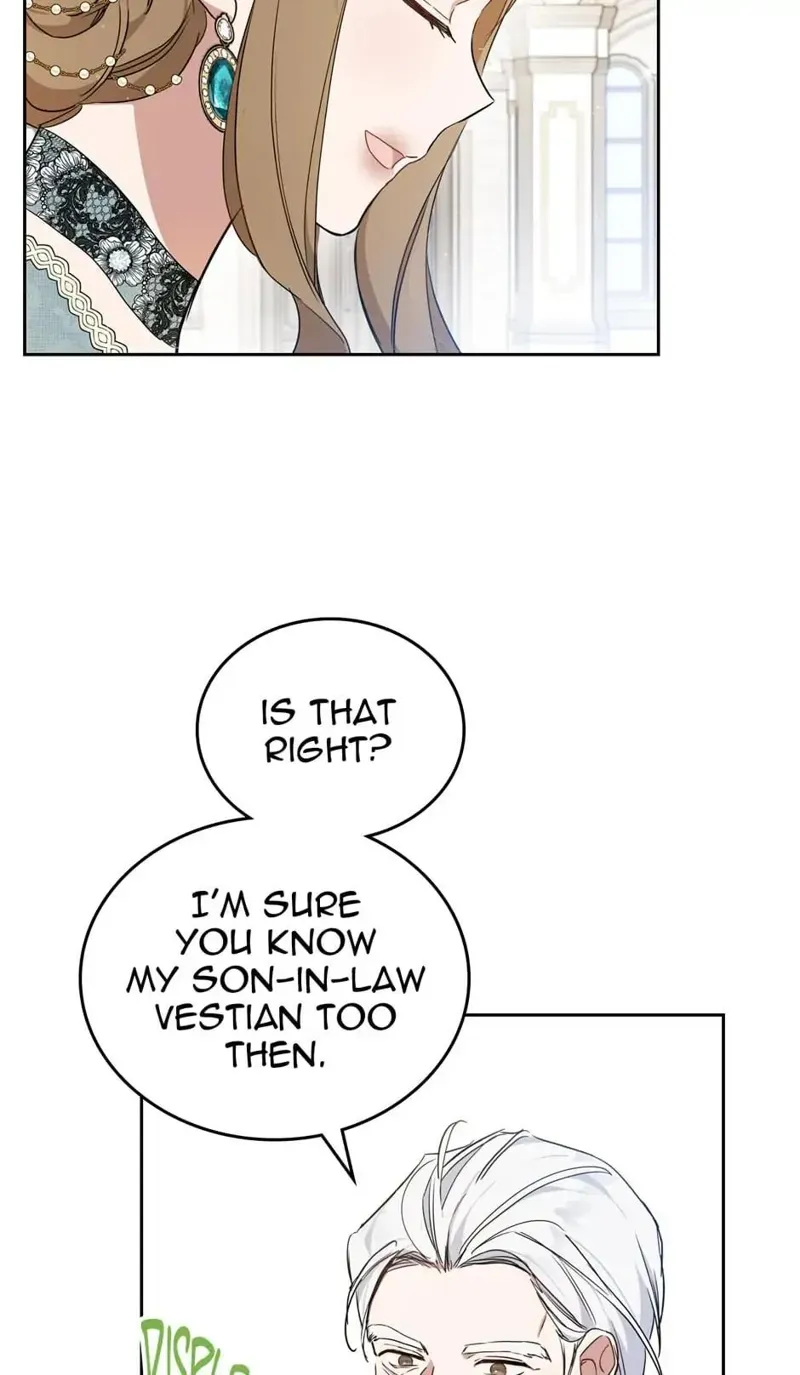 IS THAT
RIGHT?
I'M SURE
YOU KNOW
MY SON-IN-LAW
VESTIAN TOO
THEN.